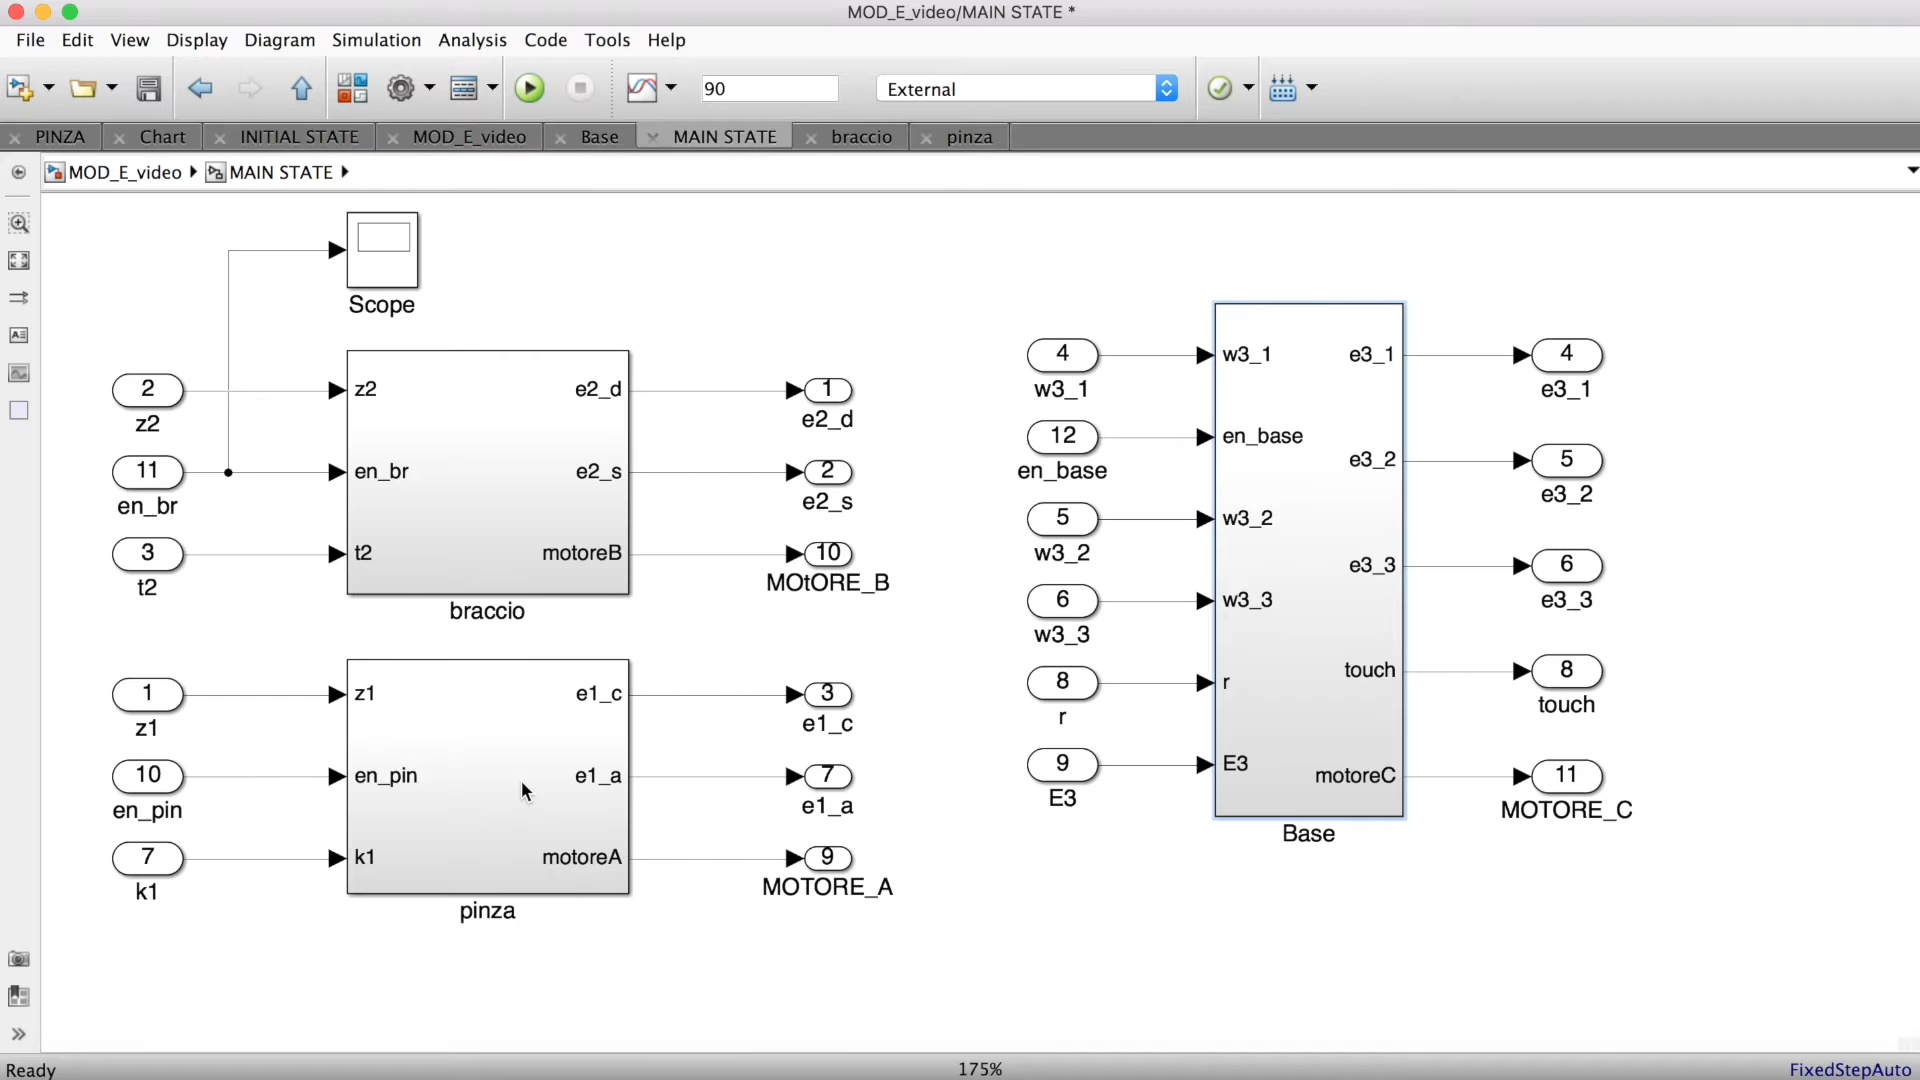 MOD_E_video/MAIN STATE *
File Edit View Display Diagram Simulation Analysis Code Tools Help
90 External
PINZA Chart INITIAL STATE MOD_E_video Base MAIN STATE braccio pinza
MOD_E_video MAIN STATE
Scope
2
z2
11
en_br
3
t2
z2
en_br
t2
e2_d
e2_s
motoreB
braccio
1
e2_d
2
e2_s
10
MOtORE_B
1
z1
10
en_pin
7
k1
z1
en_pin
k1
e1_c
e1_a
motoreA
pinza
3
e1_c
7
e1_a
9
MOTORE_A
4
w3_1
12
en_base
5
w3_2
6
w3_3
8
r
9
E3
w3_1
en_base
w3_2
w3_3
r
E3
e3_1
e3_2
e3_3
touch
motoreC
Base
4
e3_1
5
e3_2
6
e3_3
8
touch
11
MOTORE_C
Ready 175% FixedStepAuto